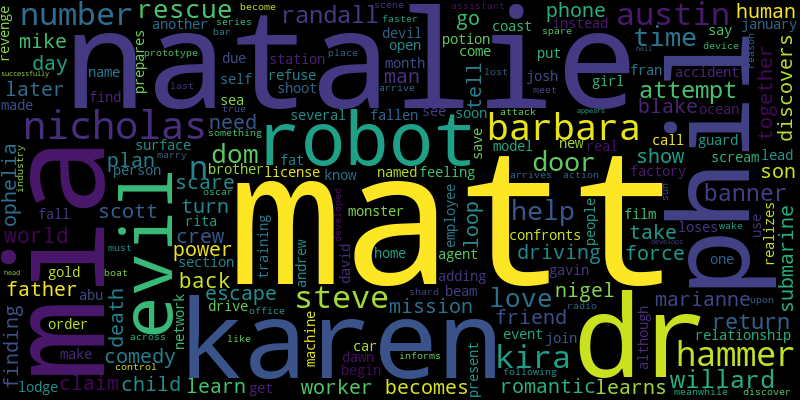 become
series
scene
faster
assistant
number
rescue
randall
phone
austin
human
another
bar
devil
go
coast
instead
january
revenge
mike
prototype
potion
open
come
put
spare
say
device
natalie
day
prepares
due
station
month
josh
girl
reason
name
self
refuse
man
tell
fran
accident
together
discovers
successfully
later
find
last
sea
shoot
place
lost
arrive
hell
attempt
made
true
several
fallen
see
soon
attack
meet
blake
ocean
nicholas
need
robot
save
barbara
call
guard
something
surface
model
new
real
scream
lead
industry
plan
n
dom
fat
door
show
factory
son
person
brother
license
know
named
feeling
appears
ophelia
marry
scare
matt
arrives
action
sun
banner
mia
evil
oscar
monster
help
people
phil
scott
turn
training
developed
employee
loop
film
loses
wake
fall
rita
crew
david
confronts
take
one
use
realizes
submarine
world
power
andrew
home
agent
driving
force
develops
must
section
adding
gavin
head
gold
back
shard
beam
love
nigel
marianne
upon
father
abu
death
network
escape
steve
mission
friend
radio
return
boat
drive
office
order
across
machine
karen
event
join
dr
although
relationship
finding
make
comedy
like
car
informs
present
kira
hammer
control
dawn
following
claim
child
begin
romantic
willard
lodge
learn
get
worker
becomes
learns
meanwhile
discover